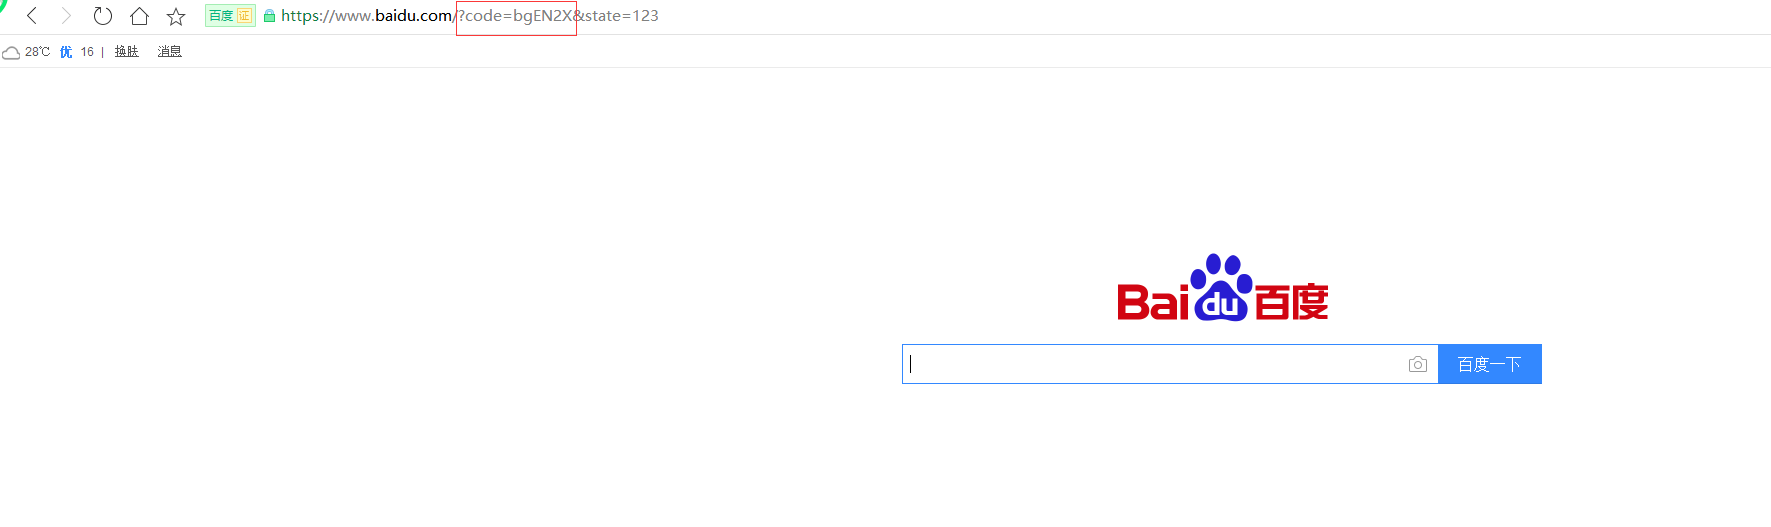 百度 证 https://www.baidu.com/?code=bgEN2X&state=123
28℃ 优 16 | 换肤 消息
Bai du 百度
百度一下